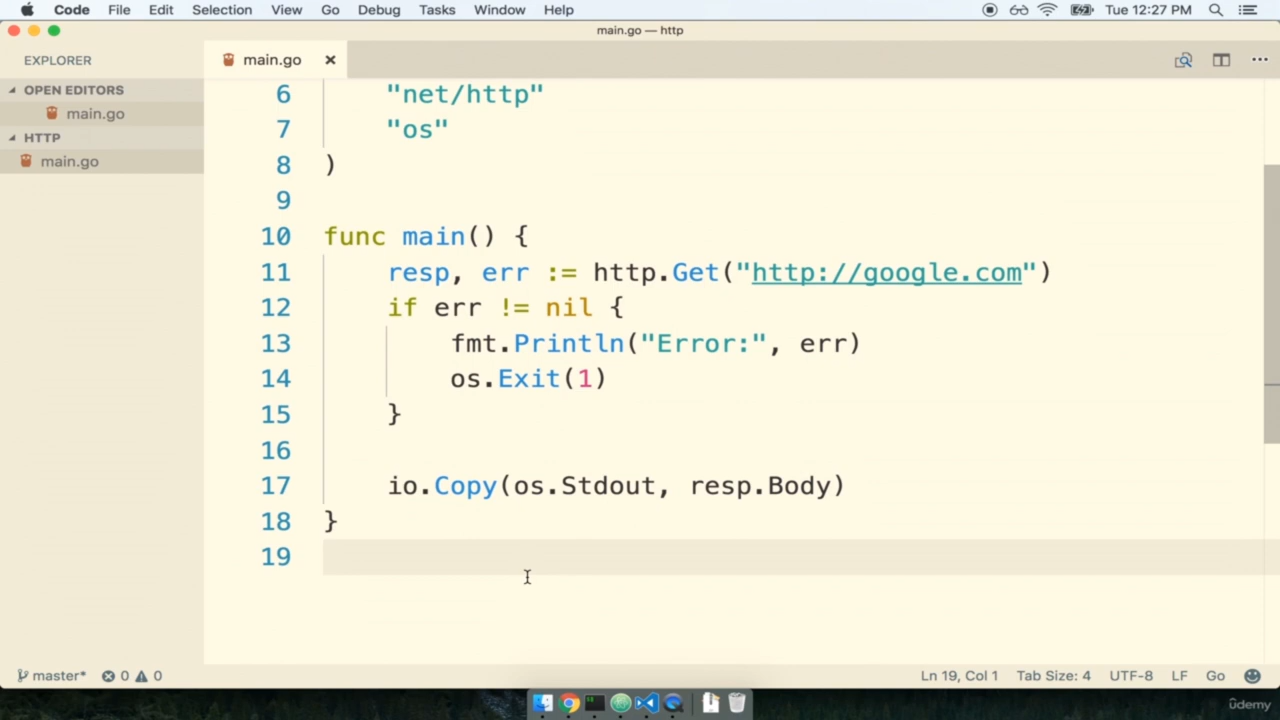 Code File Edit Selection View Go Debug Tasks Window Help Tue 12:27 PM
main.go — http
EXPLORER
main.go
OPEN EDITORS
main.go
HTTP
main.go
6 "net/http"
7 "os"
8 )
9
10 func main() {
11 resp, err := http.Get("http://google.com")
12 if err != nil {
13 fmt.Println("Error:", err)
14 os.Exit(1)
15 }
16
17 io.Copy(os.Stdout, resp.Body)
18 }
19
master* 0 0 Ln 19, Col 1 Tab Size: 4 UTF-8 LF Go
ûdemy